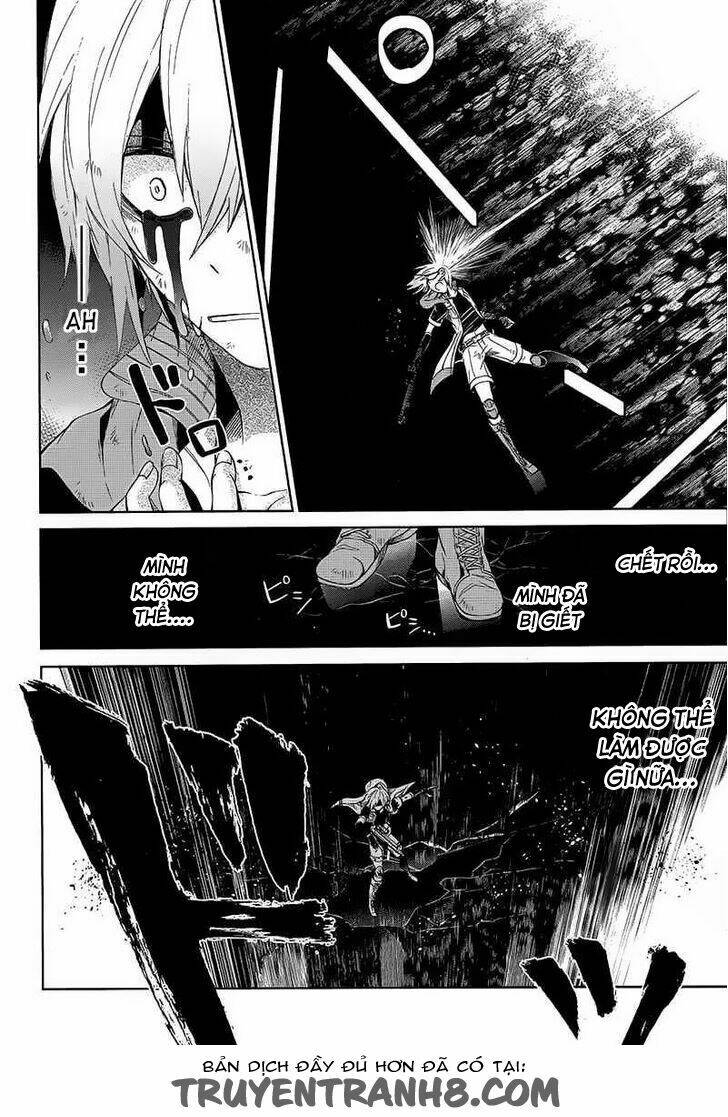 AH
...
ドロ
CHẾT RỒI...
MÌNH ĐÃ
BỊ GIẾT
ピシ
ピシ...
MÌNH
KHÔNG
THỂ....
KHÔNG THỂ
LÀM ĐƯỢC
GÌ NỮA...
ドッ
BẢN DỊCH ĐẦY ĐỦ HƠN ĐÃ CÓ TẠI:
TRUYENTRANH8.COM